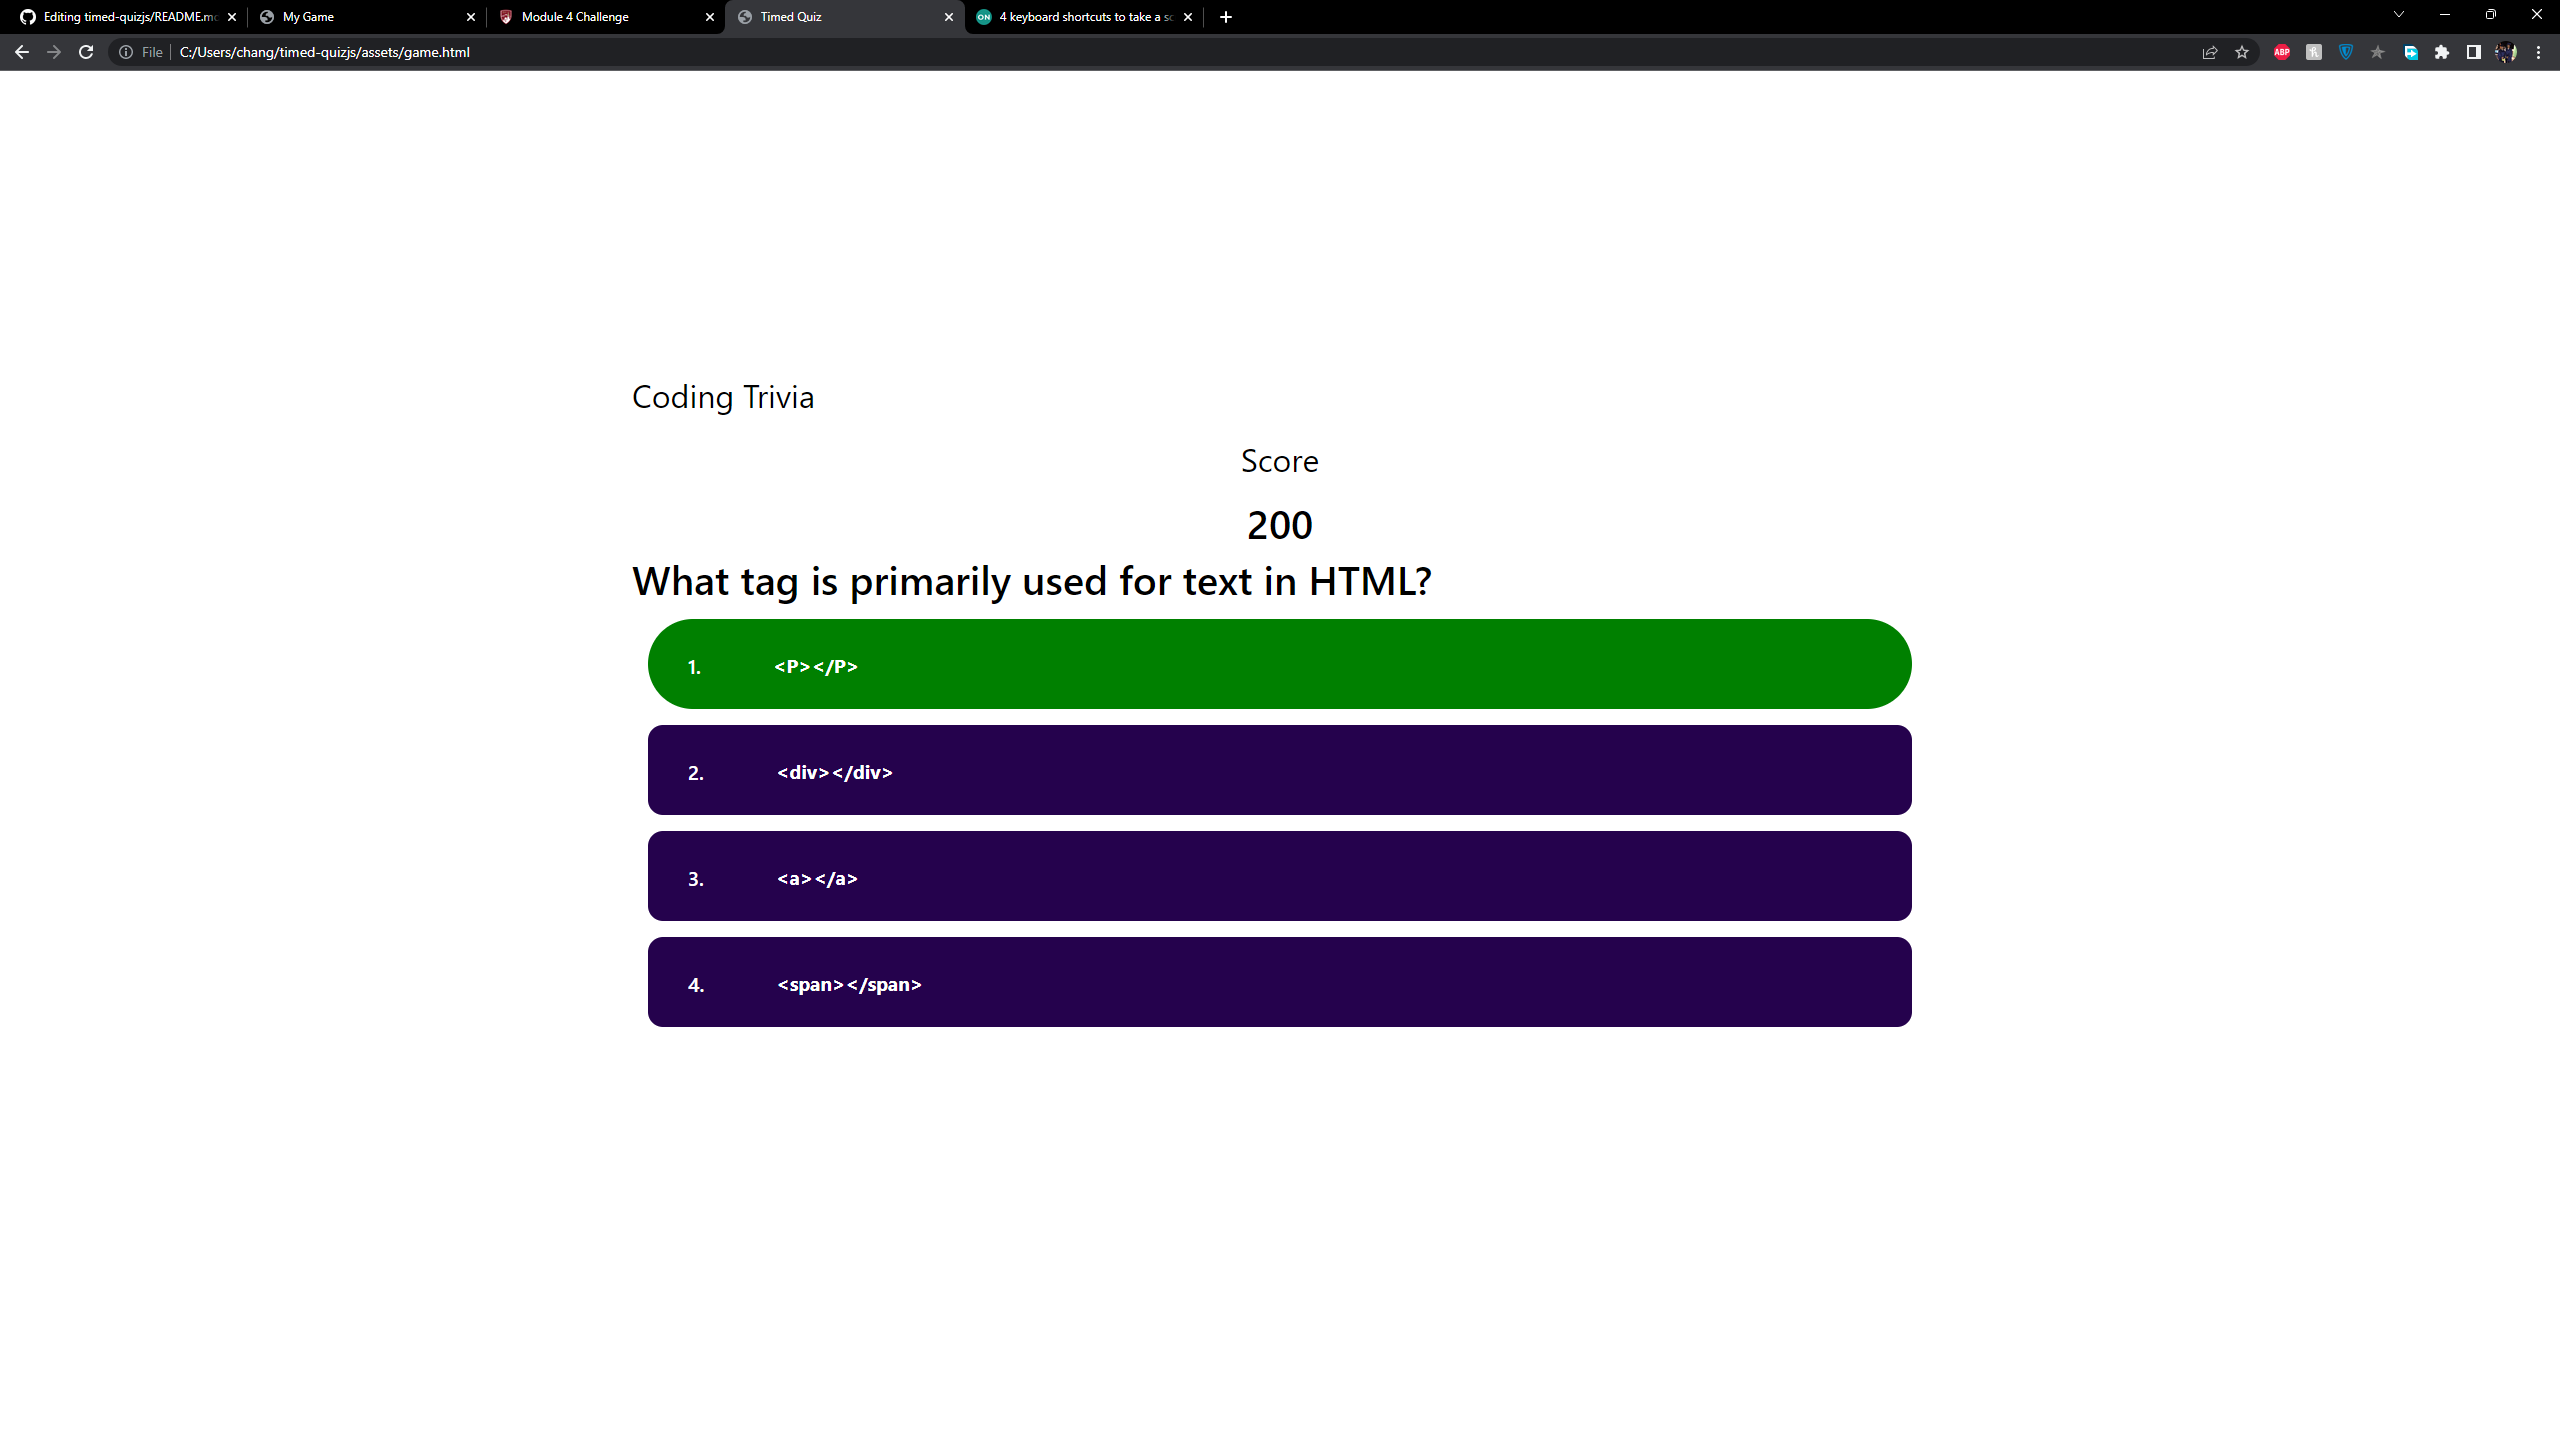 Editing timed-quizjs/README.mc
My Game
Module 4 Challenge
Timed Quiz
ON 4 keyboard shortcuts to take a sc
File C:/Users/chang/timed-quizjs/assets/game.html
ABP
Coding Trivia
Score
200
What tag is primarily used for text in HTML?
1. <P></P>
2. <div></div>
3. <a></a>
4. <span></span>